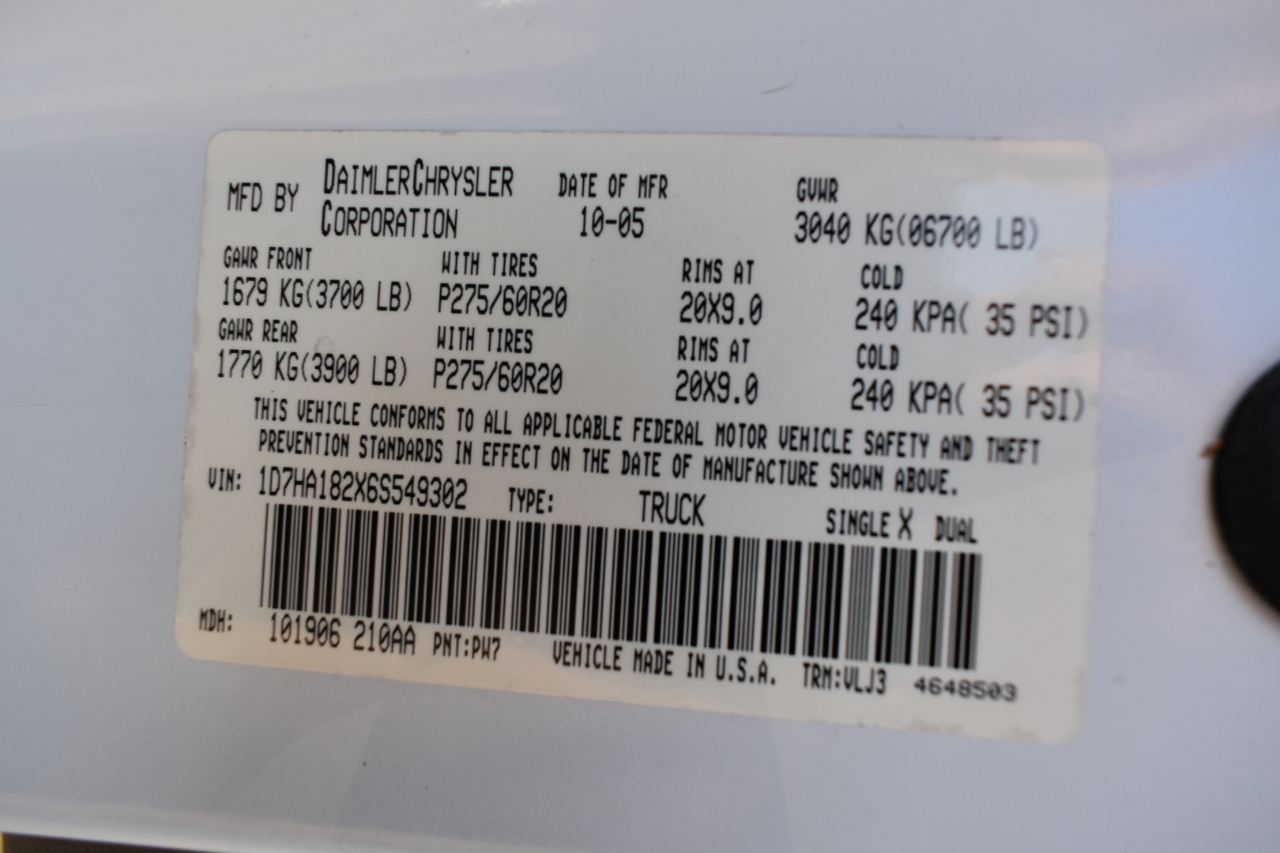 MFD BY DAIMLERCHRYSLER CORPORATION DATE OF MFR 10-05 GVWR 3040 KG(06700 LB)
GAWR FRONT WITH TIRES RIMS AT COLD
1679 KG(3700 LB) P275/60R20 20X9.0 240 KPA( 35 PSI)
GAWR REAR WITH TIRES RIMS AT COLD
1770 KG(3900 LB) P275/60R20 20X9.0 240 KPA( 35 PSI)
THIS VEHICLE CONFORMS TO ALL APPLICABLE FEDERAL MOTOR VEHICLE SAFETY AND THEFT
PREVENTION STANDARDS IN EFFECT ON THE DATE OF MANUFACTURE SHOWN ABOVE.
VIN: 1D7HA182X6S549302 TYPE: TRUCK SINGLE X DUAL
MDH: 101906 210AA PNT:PW7 VEHICLE MADE IN U.S.A. TRM:VLJ3 4648503